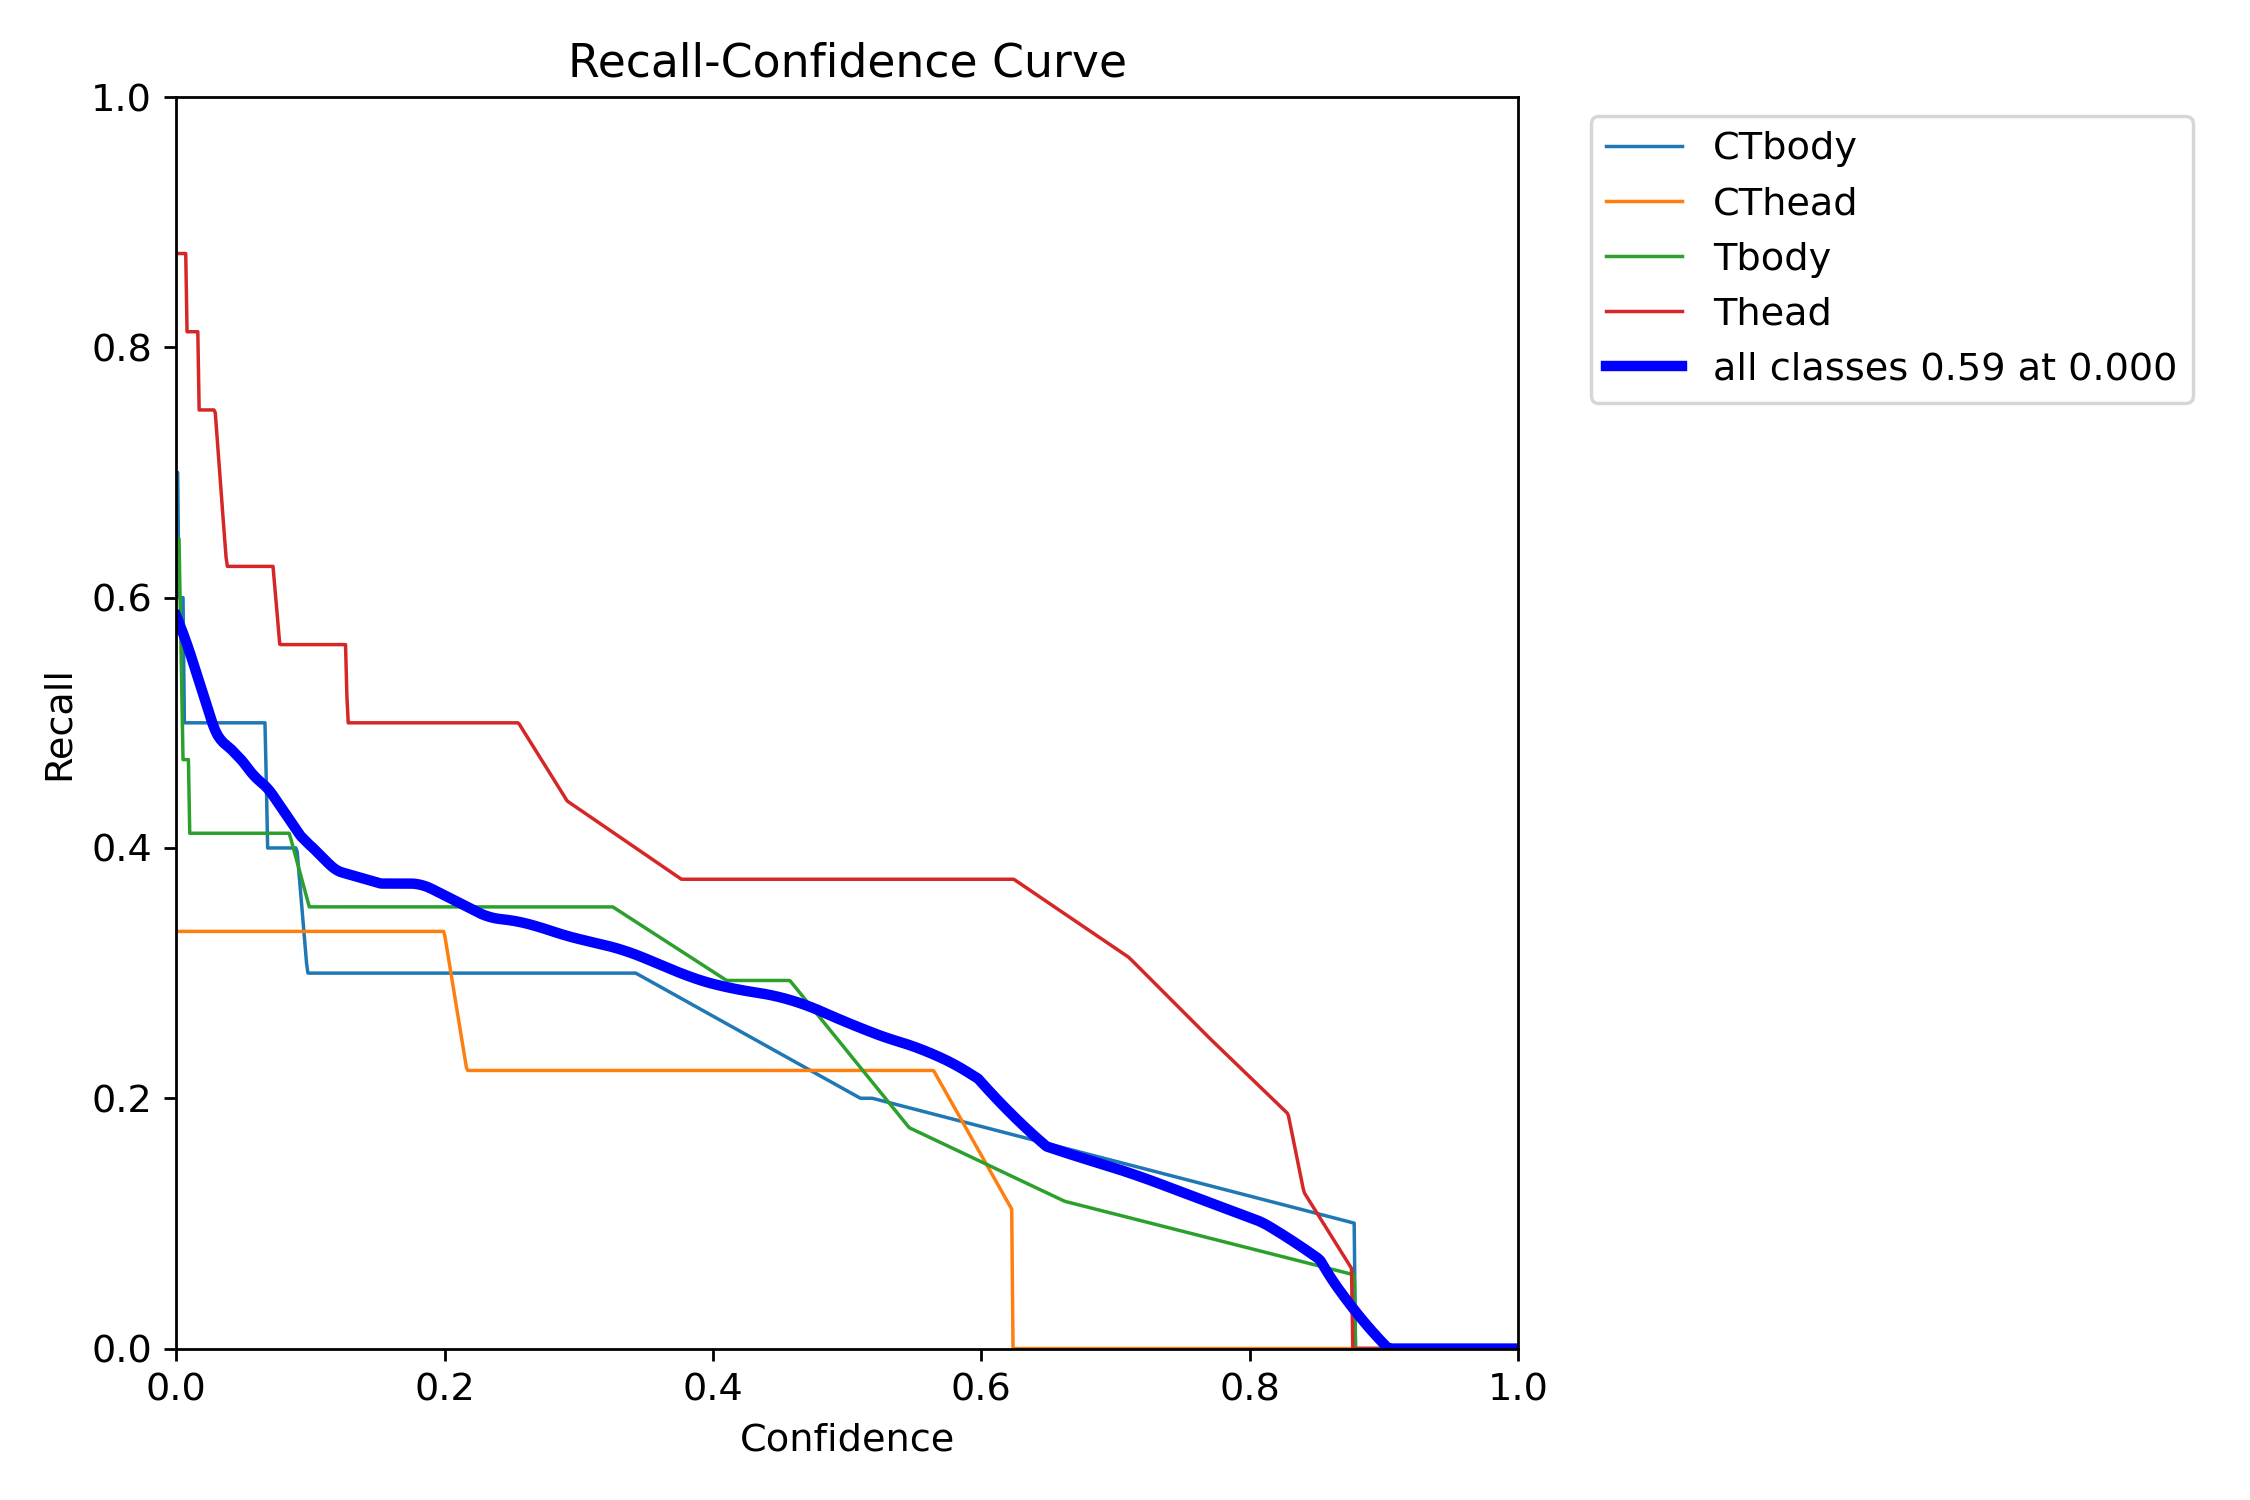 Recall-Confidence Curve
1.0
0.8
0.6
0.4
0.2
0.0
Recall
0.0 0.2 0.4 0.6 0.8 1.0
Confidence
CTbody
CThead
Tbody
Thead
all classes 0.59 at 0.000